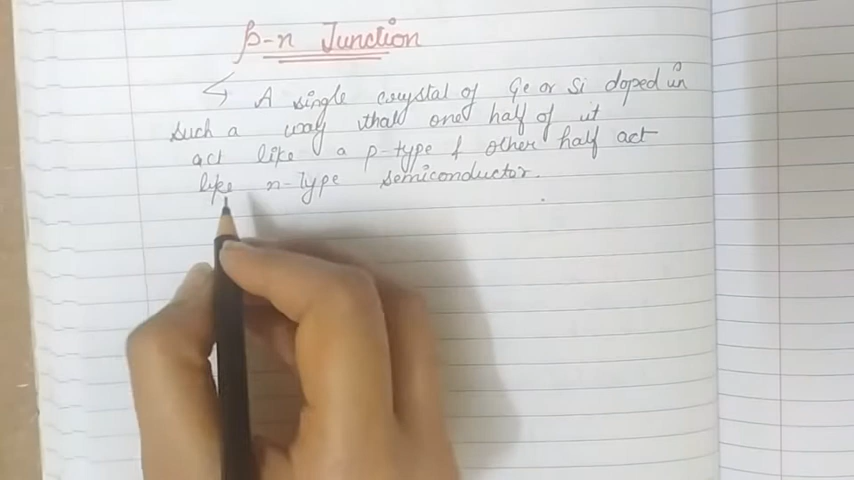 p-n Junction
↳ A single crystal of Ge or Si doped in
such a way that one half of it
act like a p-type & other half act
like n-type semiconductor.